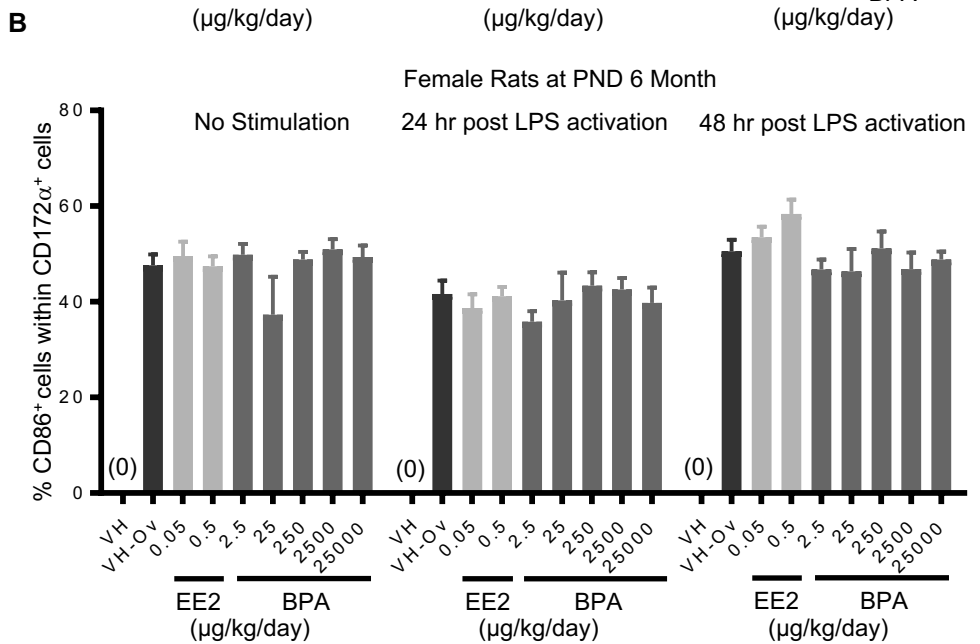 BPA
B
(µg/kg/day) (µg/kg/day) (µg/kg/day)
Female Rats at PND 6 Month
No Stimulation 24 hr post LPS activation 48 hr post LPS activation
% CD86⁺ cells within CD172α⁺ cells
80
60
40
20
0
(0) (0) (0)
VH VH-Ov 0.05 0.5 2.5 25 250 2500 25000 VH VH-Ov 0.05 0.5 2.5 25 250 2500 25000 VH VH-Ov 0.05 0.5 2.5 25 250 2500 25000
EE2 BPA EE2 BPA EE2 BPA
(µg/kg/day) (µg/kg/day) (µg/kg/day)